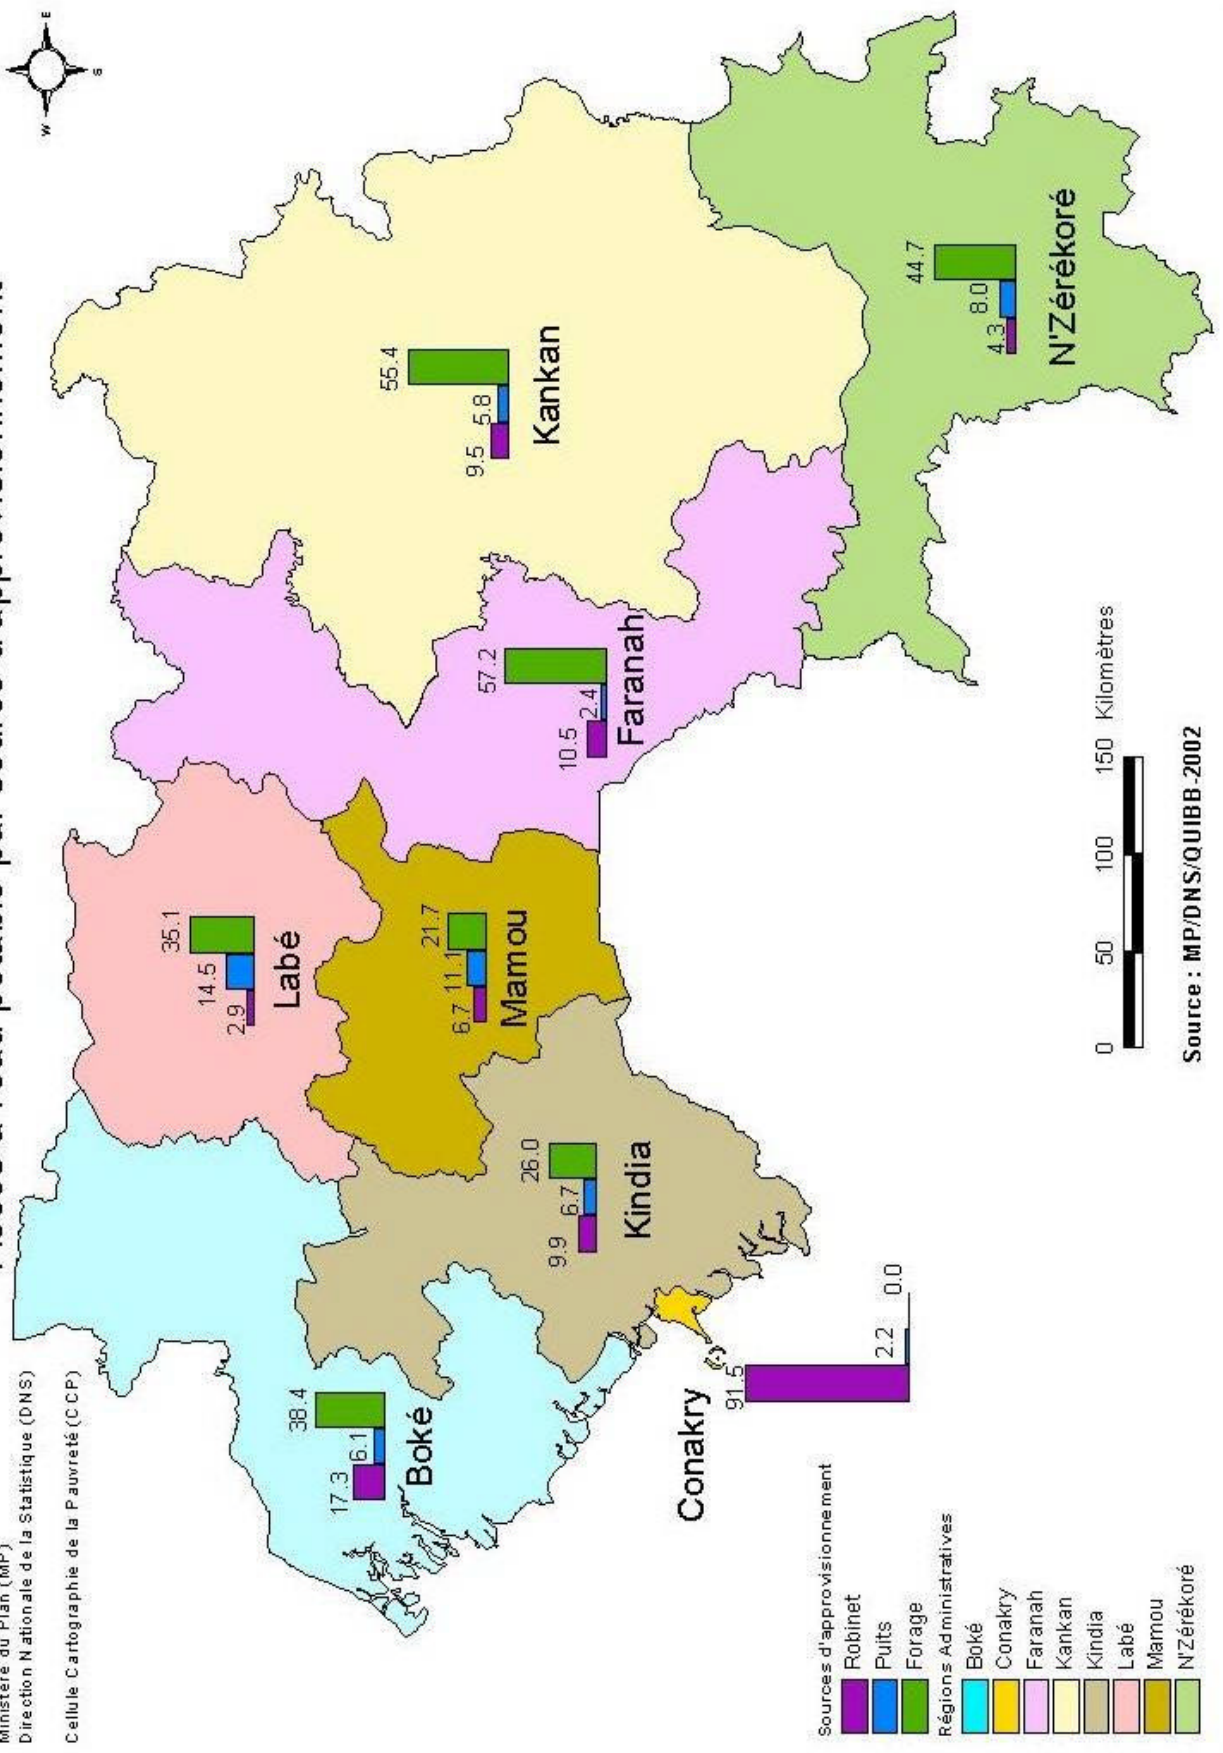 Ministère du Plan (MP)
Direction Nationale de la Statistique (DNS)
Cellule Cartographie de la Pauvreté (CCP)
W
E
S
Boké
17.3
6.1
38.4
Labé
2.9
14.5
35.1
Mamou
6.7
11.1
21.7
Kindia
9.9
6.7
26.0
Conakry
91.5
2.2
0.0
Faranah
10.5
2.4
57.2
Kankan
9.5
5.8
55.4
N'Zérékoré
4.3
8.0
44.7
Sources d'approvisionnement
Robinet
Puits
Forage
Régions Administratives
Boké
Conakry
Faranah
Kankan
Kindia
Labé
Mamou
N'Zérékoré
0 50 100 150 Kilomètres
Source : MP/DNS/QUIBB-2002